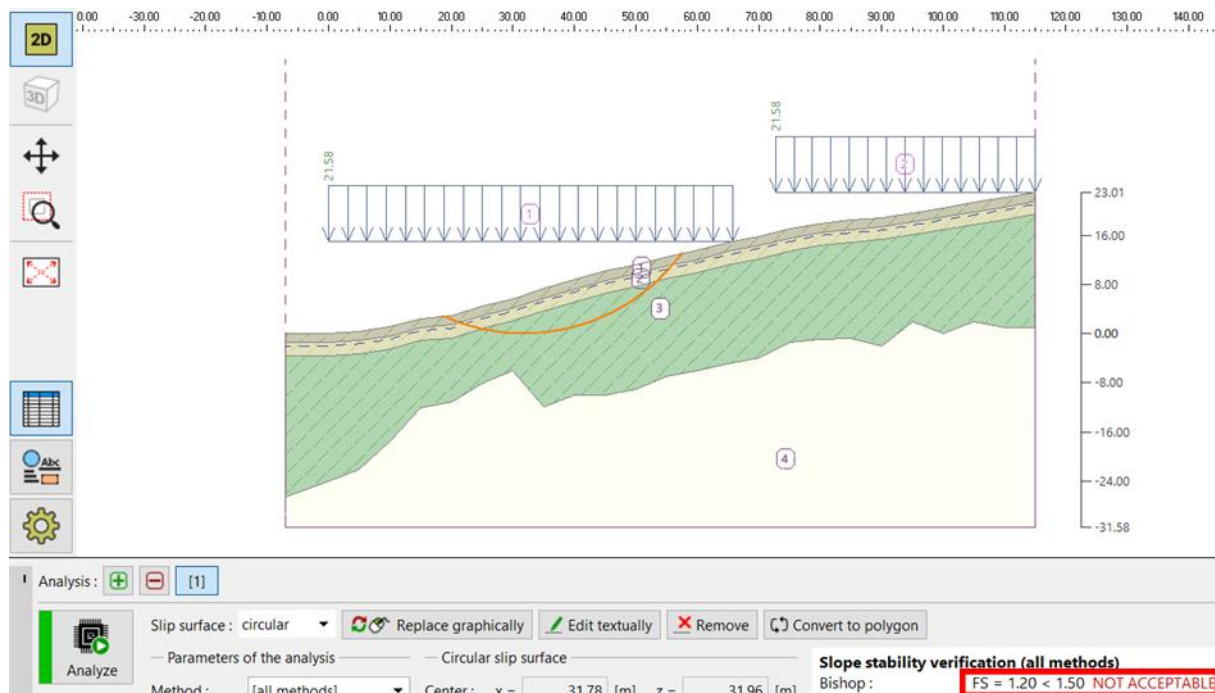 2D
0.00 -30.00 -20.00 -10.00 0.00 10.00 20.00 30.00 40.00 50.00 60.00 70.00 80.00 90.00 100.00 110.00 120.00 130.00 140.00
3D
21.58
21.58
2
1
23.01
16.00
8.00
0.00
-8.00
-16.00
-24.00
-31.58
1
2
3
4
Abc
Analysis : [1]
Analyze
Slip surface : circular Replace graphically Edit textually Remove Convert to polygon
Parameters of the analysis Circular slip surface
Method : [all methods] Center : x = 31.78 [m] z = 31.96 [m]
Slope stability verification (all methods)
Bishop : FS = 1.20 < 1.50 NOT ACCEPTABLE